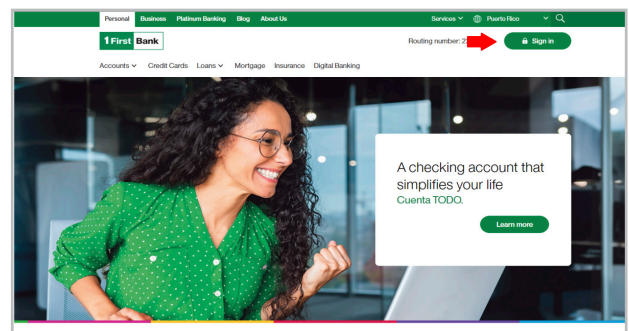 Personal Business Platinum Banking Blog About Us Services Puerto Rico
1 First Bank Routing number: Sign in
Accounts Credit Cards Loans Mortgage Insurance Digital Banking
A checking account that
simplifies your life
Cuenta TODO.
Learn more